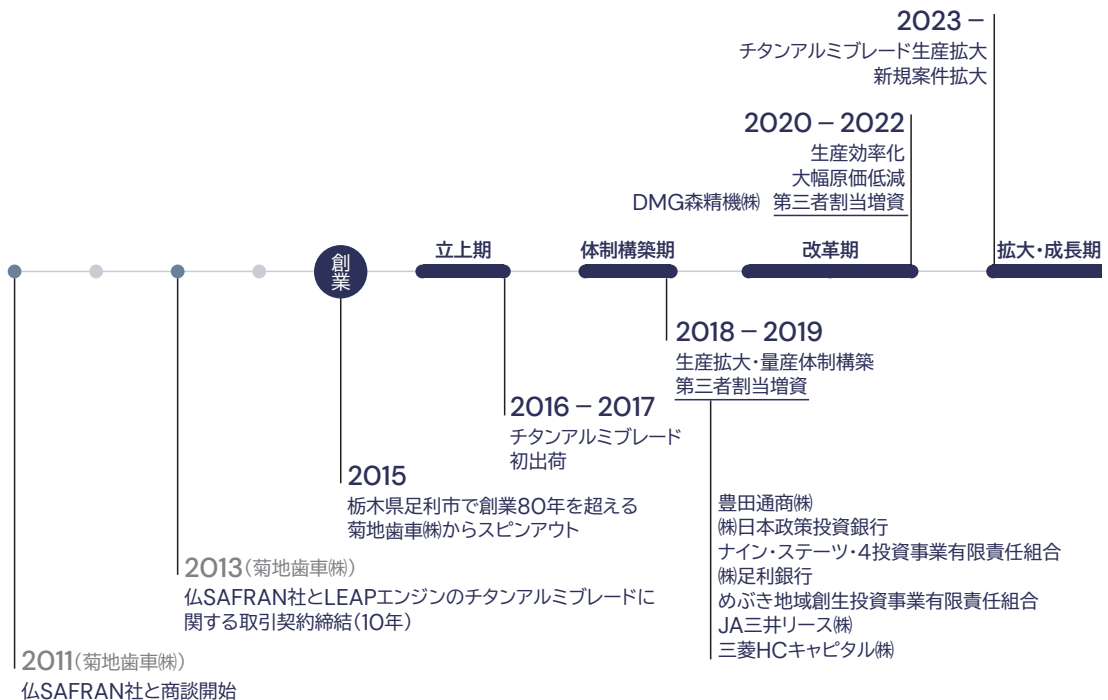 2023 –
チタンアルミブレード生産拡大
新規案件拡大
2020 – 2022
生産効率化
大幅原価低減
DMG森精機㈱ 第三者割当増資
創業
立上期
体制構築期
改革期
拡大・成長期
2018 – 2019
生産拡大・量産体制構築
第三者割当増資
豊田通商㈱
㈱日本政策投資銀行
ナイン・ステーツ・4投資事業有限責任組合
㈱足利銀行
めぶき地域創生投資事業有限責任組合
JA三井リース㈱
三菱HCキャピタル㈱
2016 – 2017
チタンアルミブレード
初出荷
2015
栃木県足利市で創業80年を超える
菊地歯車㈱からスピンアウト
2013(菊地歯車㈱)
仏SAFRAN社とLEAPエンジンのチタンアルミブレードに
関する取引契約締結(10年)
2011(菊地歯車㈱)
仏SAFRAN社と商談開始